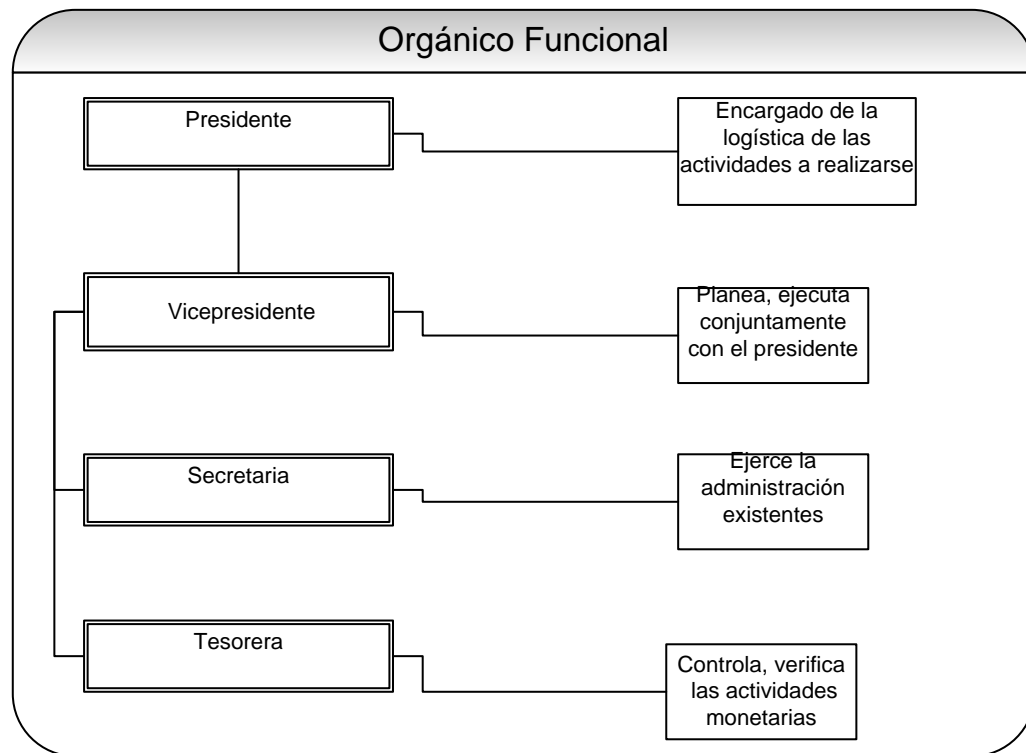 Orgánico Funcional
Presidente
Encargado de la
logística de las
actividades a realizarse
Vicepresidente
Planea, ejecuta
conjuntamente
con el presidente
Secretaria
Ejerce la
administración
existentes
Tesorera
Controla, verifica
las actividades
monetarias